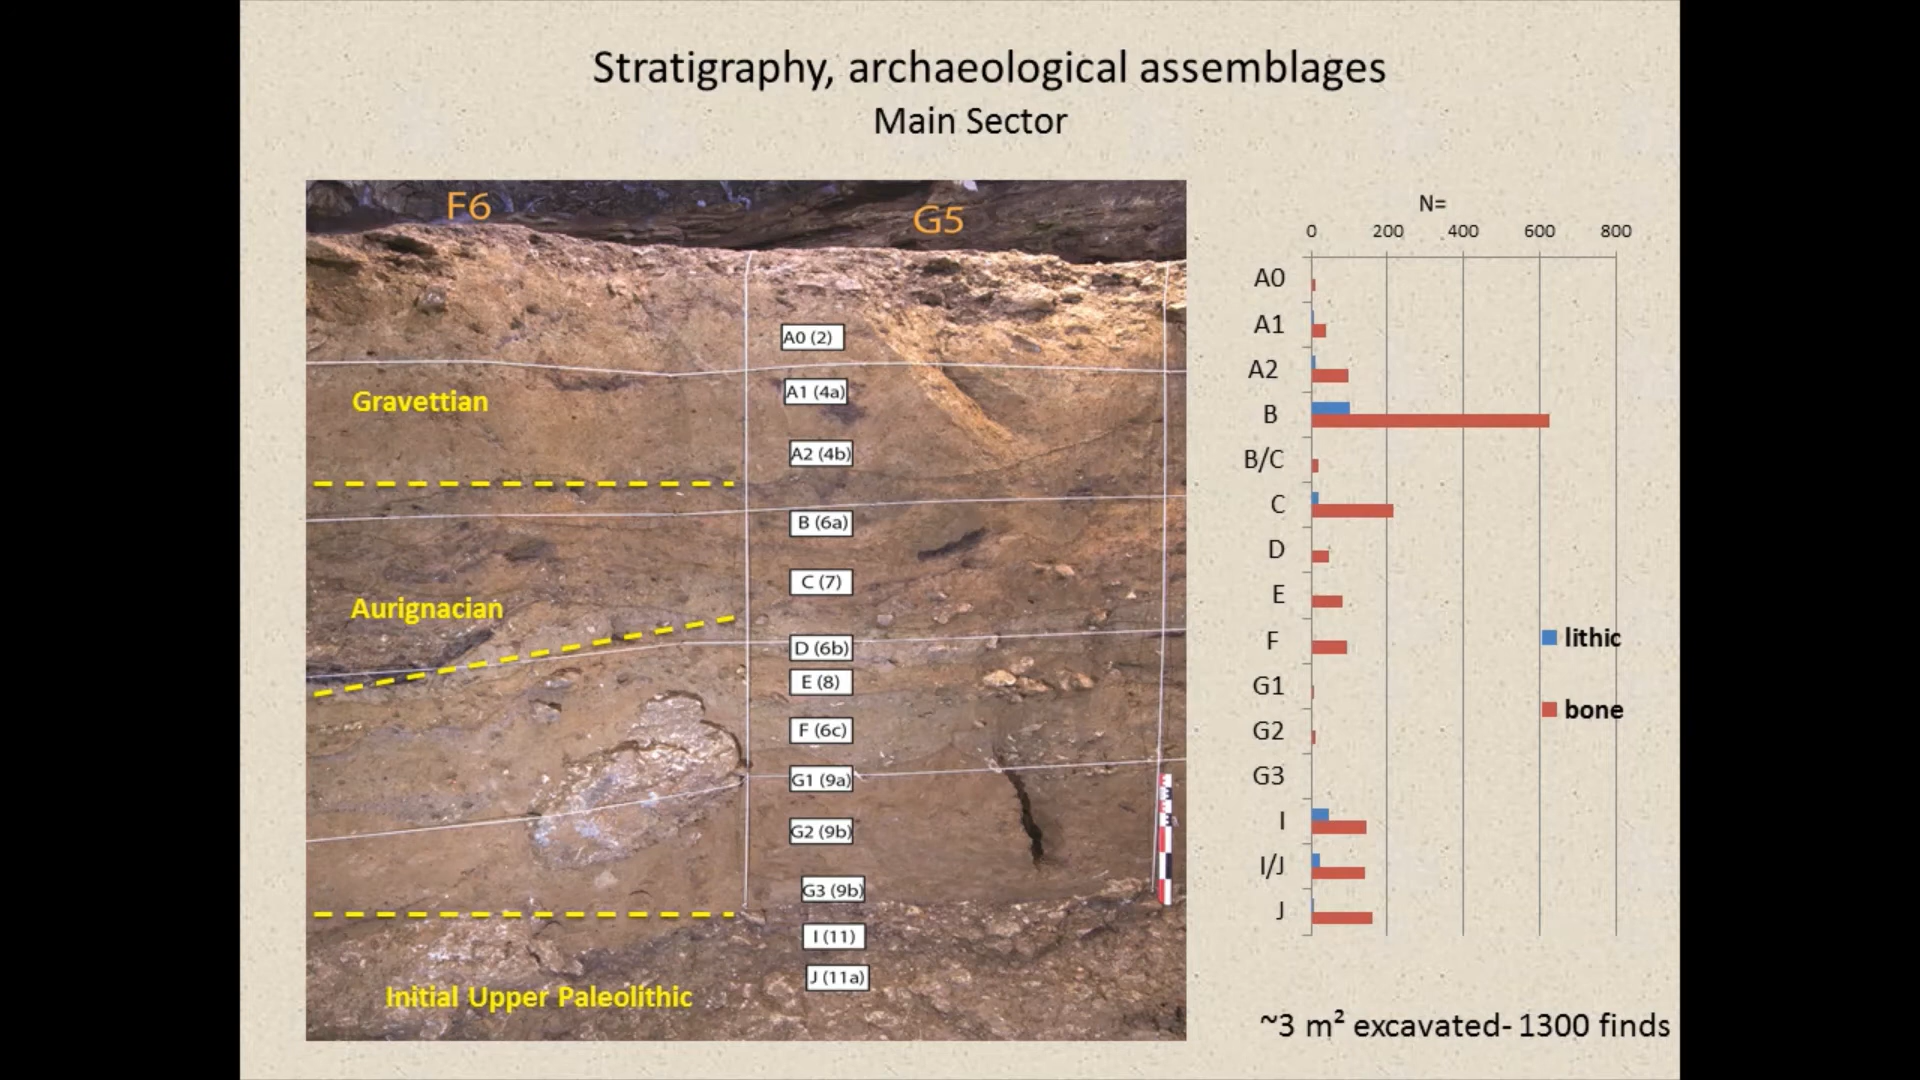 Stratigraphy, archaeological assemblages
Main Sector
F6
G5
A0 (2)
A1 (4a)
Gravettian
A2 (4b)
B (6a)
C (7)
Aurignacian
D (6b)
E (8)
F (6c)
G1 (9a)
G2 (9b)
G3 (9b)
I (11)
J (11a)
Initial Upper Paleolithic
N=
0 200 400 600 800
A0
A1
A2
B
B/C
C
D
E
F
G1
G2
G3
I
I/J
J
lithic
bone
~3 m² excavated- 1300 finds